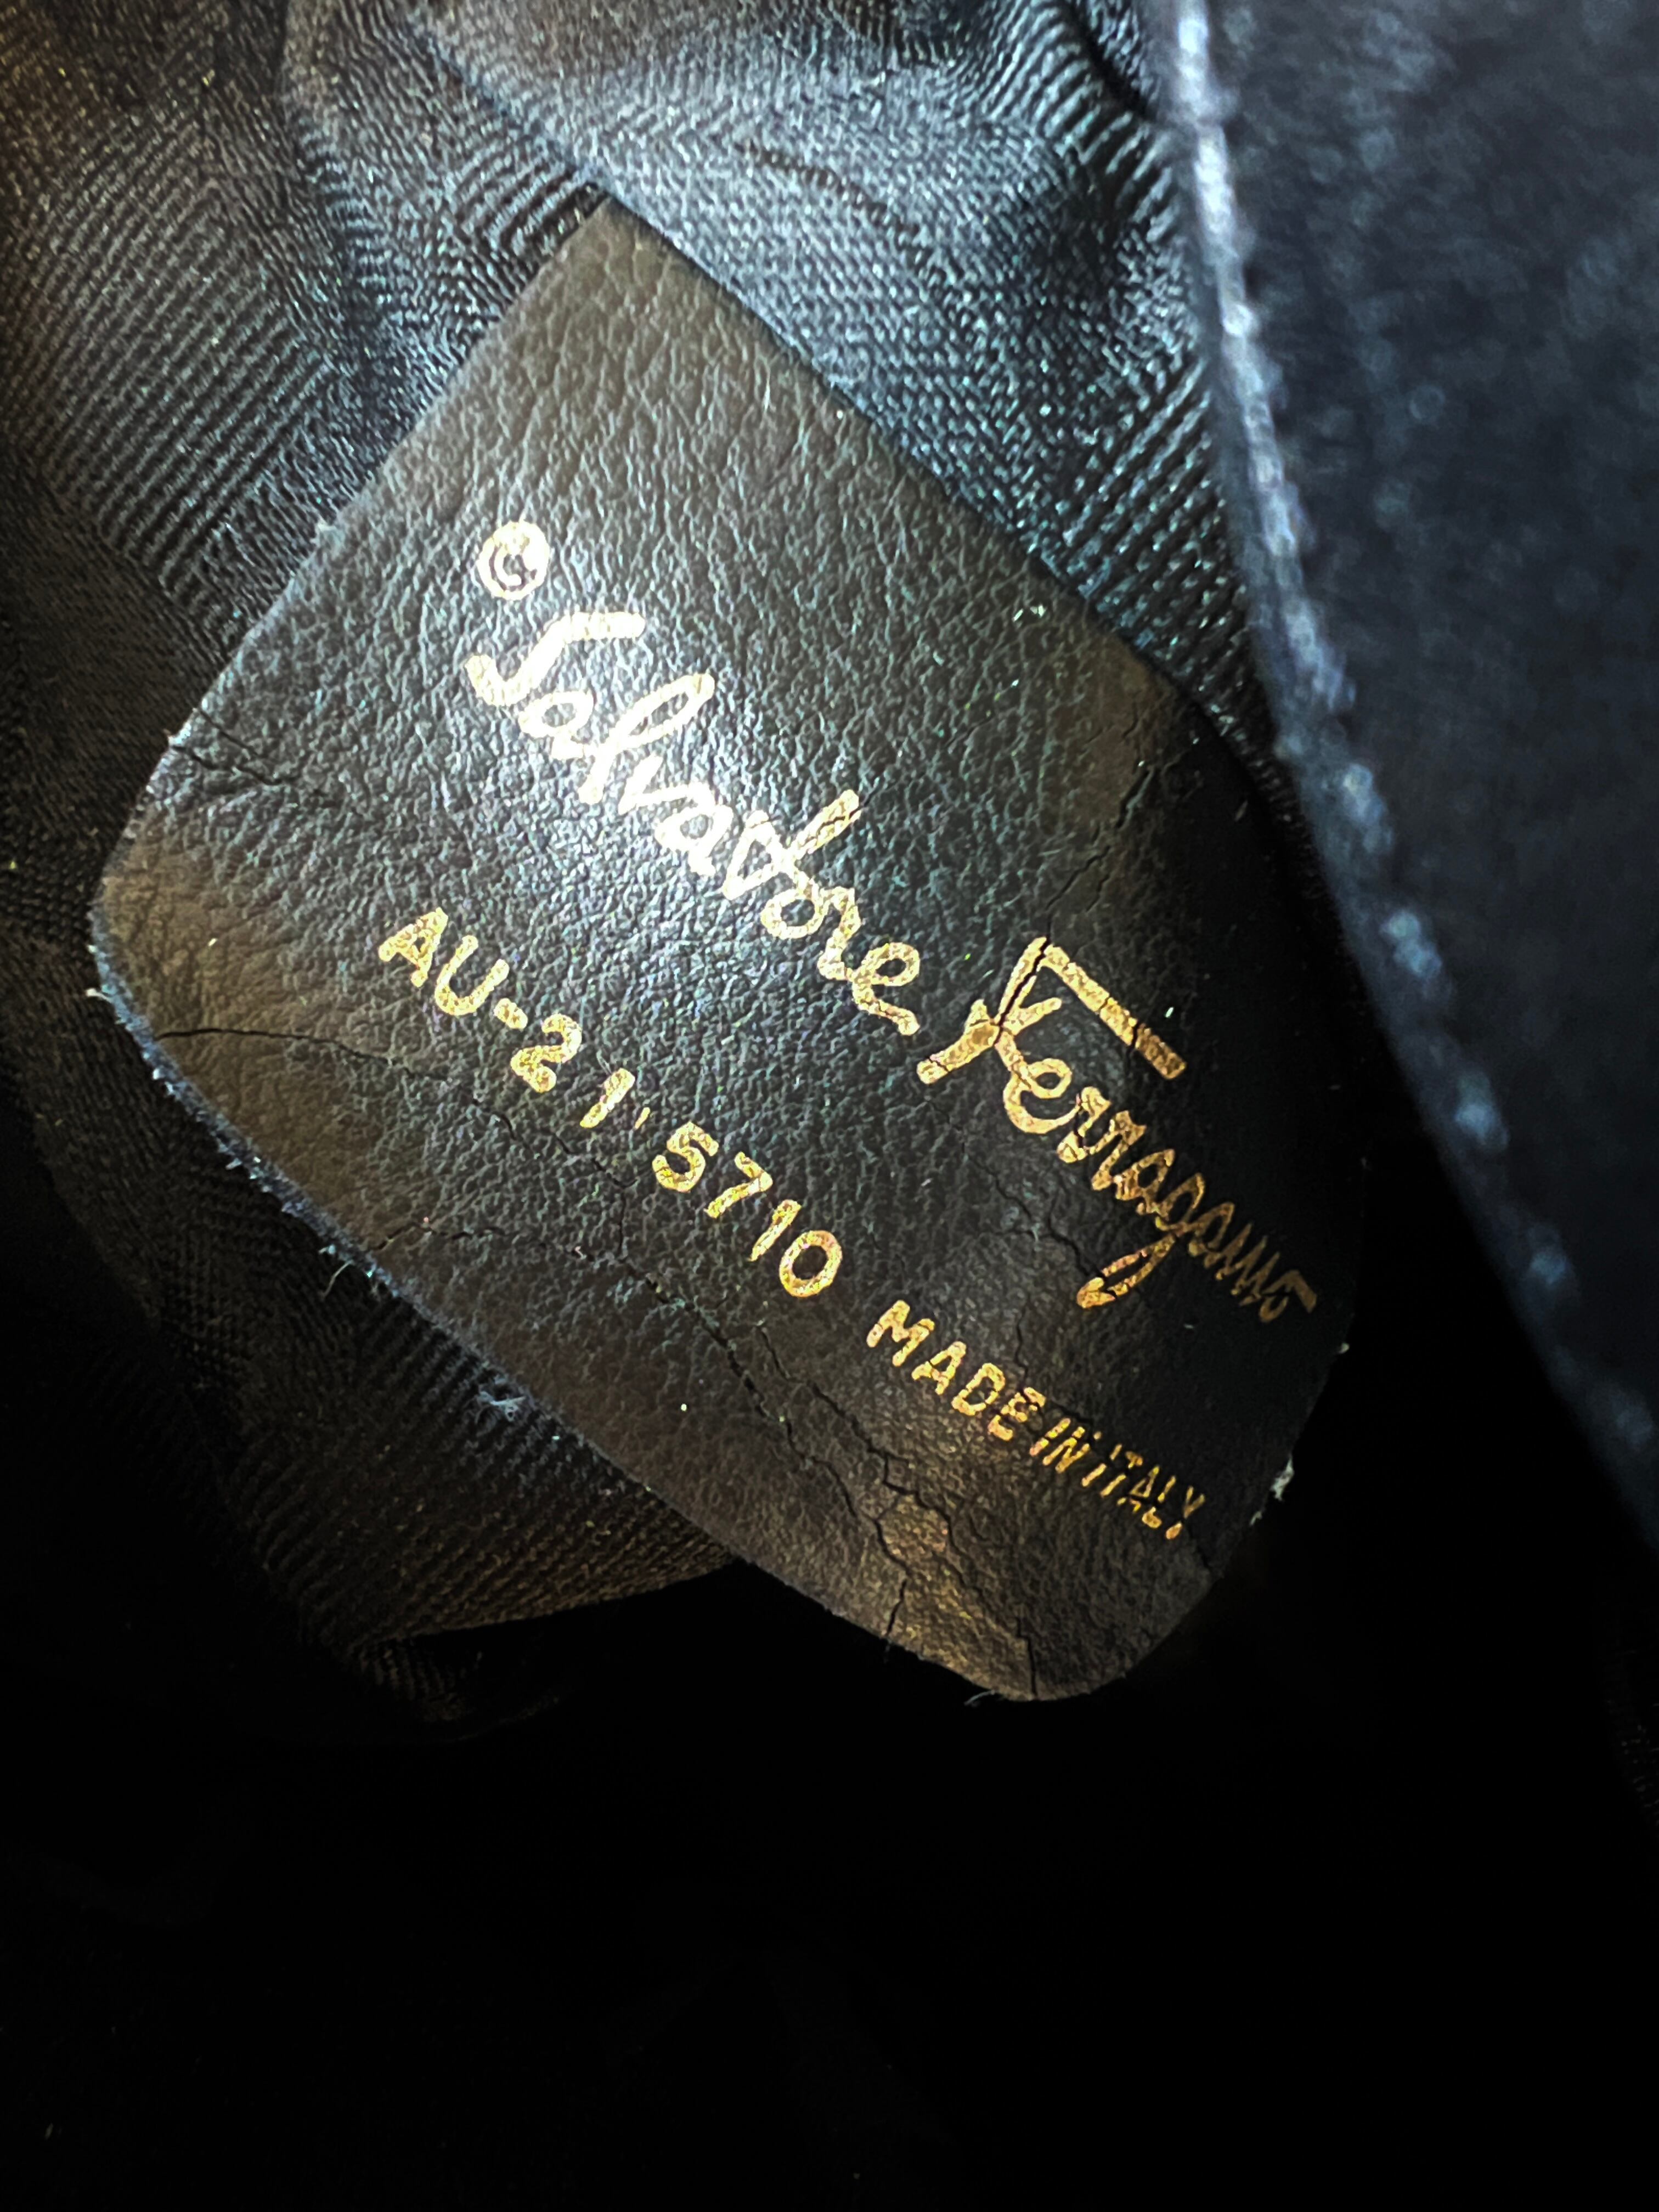 © Salvatore Ferragamo
AU-21'5710 MADE IN ITALY